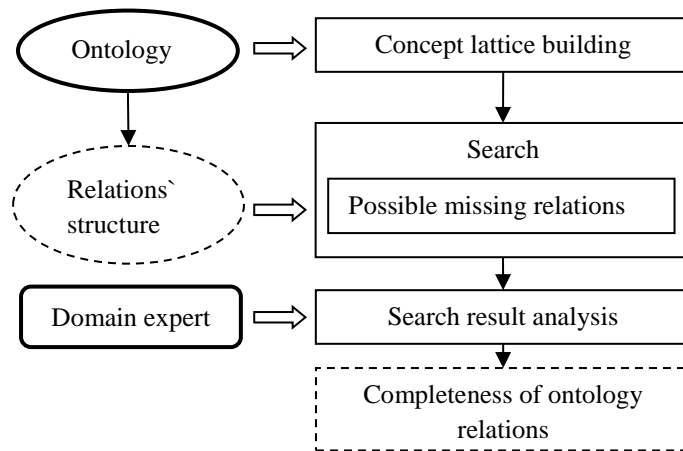 Ontology
Concept lattice building
Search
Relations`
structure
Possible missing relations
Domain expert
Search result analysis
Completeness of ontology
relations